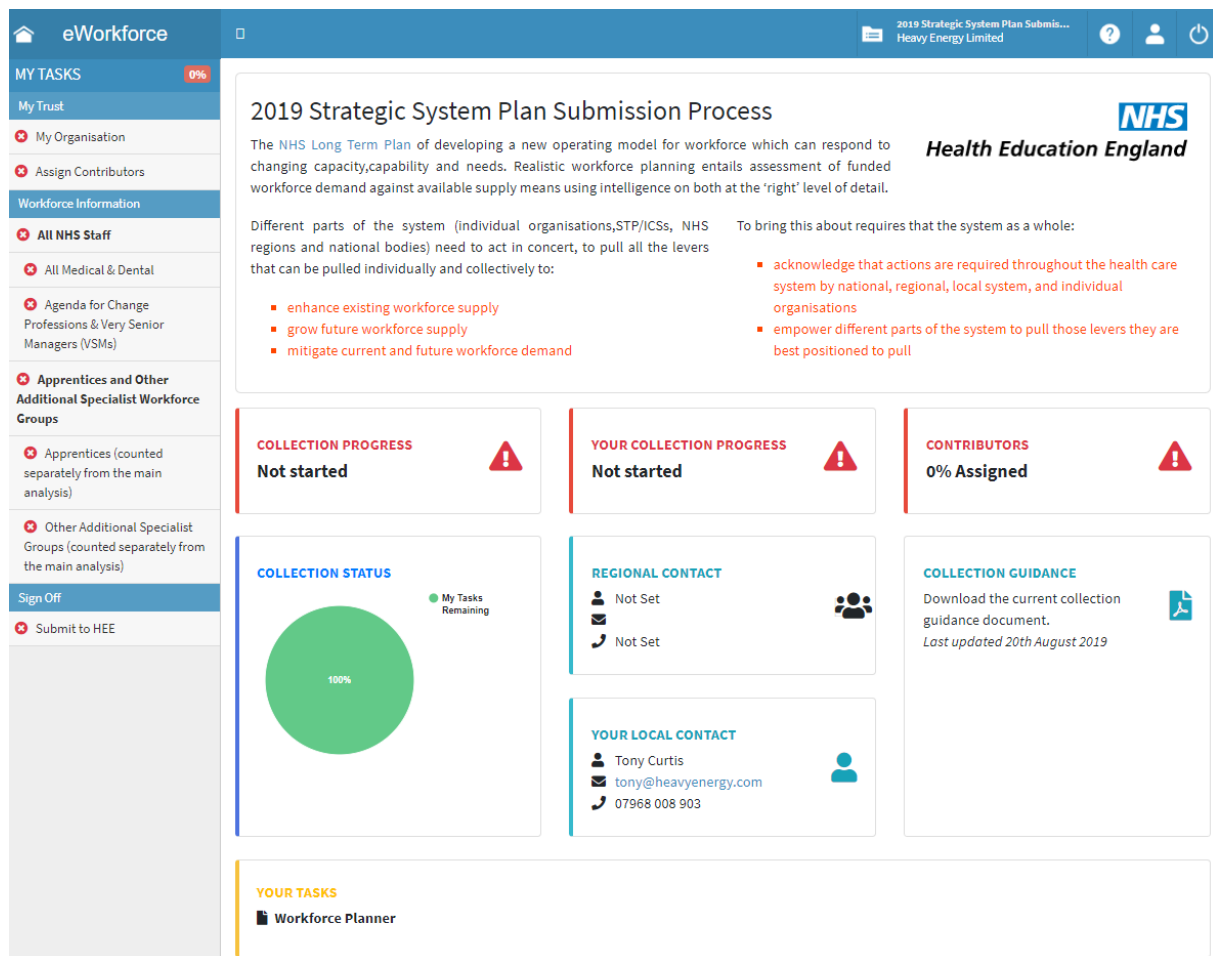 eWorkforce
2019 Strategic System Plan Submis...
Heavy Energy Limited
MY TASKS 0%
My Trust
My Organisation
Assign Contributors
Workforce Information
All NHS Staff
All Medical & Dental
Agenda for Change
Professions & Very Senior
Managers (VSMs)
Apprentices and Other
Additional Specialist Workforce
Groups
Apprentices (counted
separately from the main
analysis)
Other Additional Specialist
Groups (counted separately from
the main analysis)
Sign Off
Submit to HEE
2019 Strategic System Plan Submission Process
The NHS Long Term Plan of developing a new operating model for workforce which can respond to
changing capacity,capability and needs. Realistic workforce planning entails assessment of funded
workforce demand against available supply means using intelligence on both at the ‘right’ level of detail.
NHS
Health Education England
Different parts of the system (individual organisations,STP/ICSs, NHS
regions and national bodies) need to act in concert, to pull all the levers
that can be pulled individually and collectively to:
enhance existing workforce supply
grow future workforce supply
mitigate current and future workforce demand
To bring this about requires that the system as a whole:
acknowledge that actions are required throughout the health care
system by national, regional, local system, and individual
organisations
empower different parts of the system to pull those levers they are
best positioned to pull
COLLECTION PROGRESS
Not started
YOUR COLLECTION PROGRESS
Not started
CONTRIBUTORS
0% Assigned
COLLECTION STATUS
My Tasks
Remaining
100%
REGIONAL CONTACT
Not Set
Not Set
YOUR LOCAL CONTACT
Tony Curtis
tony@heavyenergy.com
07968 008 903
COLLECTION GUIDANCE
Download the current collection
guidance document.
Last updated 20th August 2019
YOUR TASKS
Workforce Planner